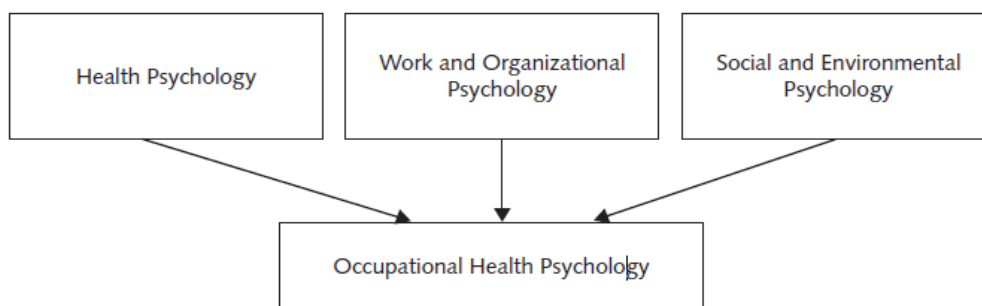 Health Psychology
Work and Organizational
Psychology
Social and Environmental
Psychology
Occupational Health Psychology